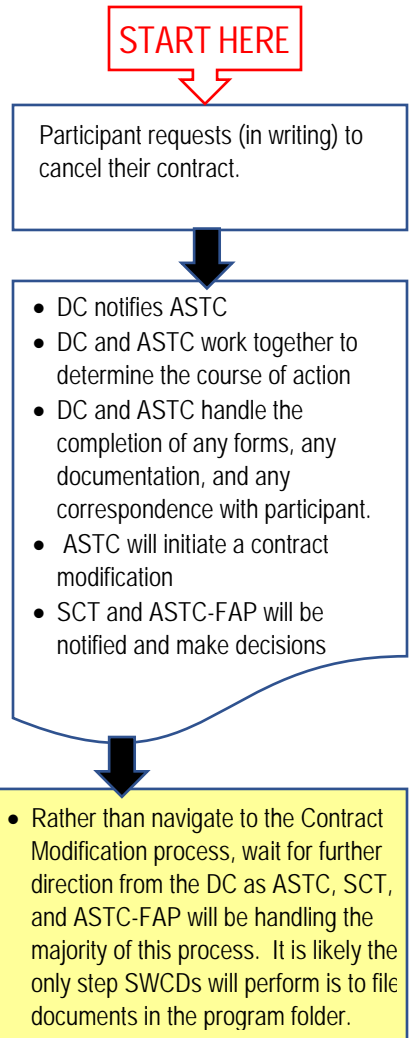 START HERE
Participant requests (in writing) to
cancel their contract.
• DC notifies ASTC
• DC and ASTC work together to
determine the course of action
• DC and ASTC handle the
completion of any forms, any
documentation, and any
correspondence with participant.
• ASTC will initiate a contract
modification
• SCT and ASTC-FAP will be
notified and make decisions
• Rather than navigate to the Contract
Modification process, wait for further
direction from the DC as ASTC, SCT,
and ASTC-FAP will be handling the
majority of this process. It is likely the
only step SWCDs will perform is to file
documents in the program folder.